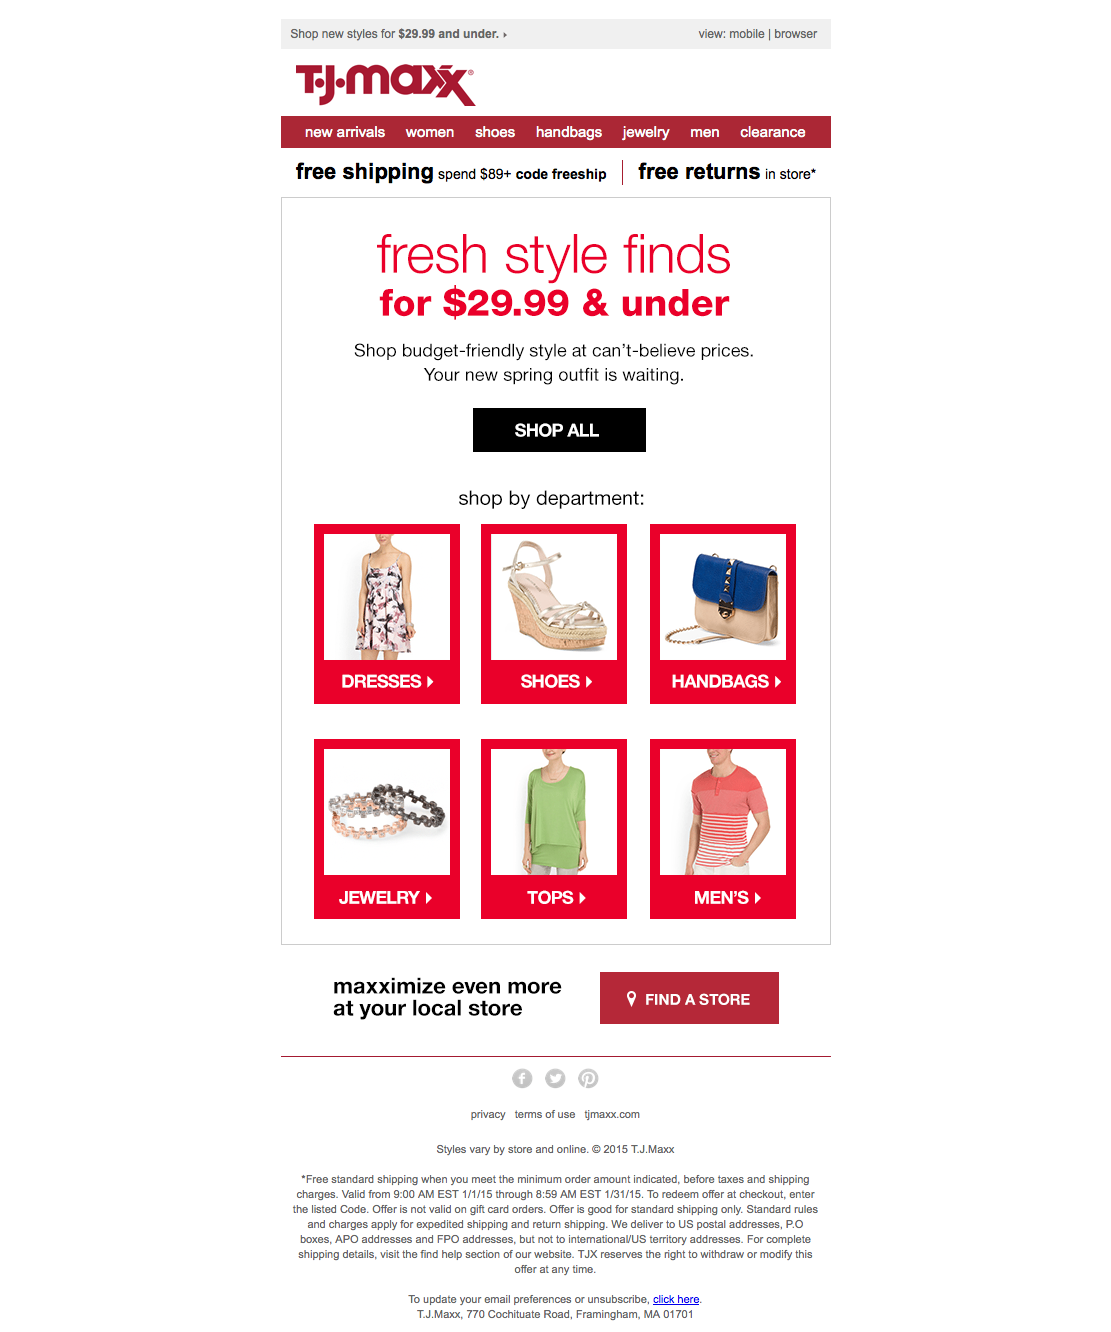 Shop new styles for $29.99 and under. ▸
view: mobile | browser
T·J·maxx®
new arrivals women shoes handbags jewelry men clearance
free shipping spend $89+ code freeship
free returns in store*
fresh style finds
for $29.99 & under
Shop budget-friendly style at can't-believe prices.
Your new spring outfit is waiting.
SHOP ALL
shop by department:
DRESSES
SHOES
HANDBAGS
JEWELRY
TOPS
MEN'S
maxximize even more
at your local store
FIND A STORE
privacy terms of use tjmaxx.com
Styles vary by store and online. © 2015 T.J.Maxx
*Free standard shipping when you meet the minimum order amount indicated, before taxes and shipping
charges. Valid from 9:00 AM EST 1/1/15 through 8:59 AM EST 1/31/15. To redeem offer at checkout, enter
the listed Code. Offer is not valid on gift card orders. Offer is good for standard shipping only. Standard rules
and charges apply for expedited shipping and return shipping. We deliver to US postal addresses, P.O
boxes, APO addresses and FPO addresses, but not to international/US territory addresses. For complete
shipping details, visit the find help section of our website. TJX reserves the right to withdraw or modify this
offer at any time.
To update your email preferences or unsubscribe, click here.
T.J.Maxx, 770 Cochituate Road, Framingham, MA 01701